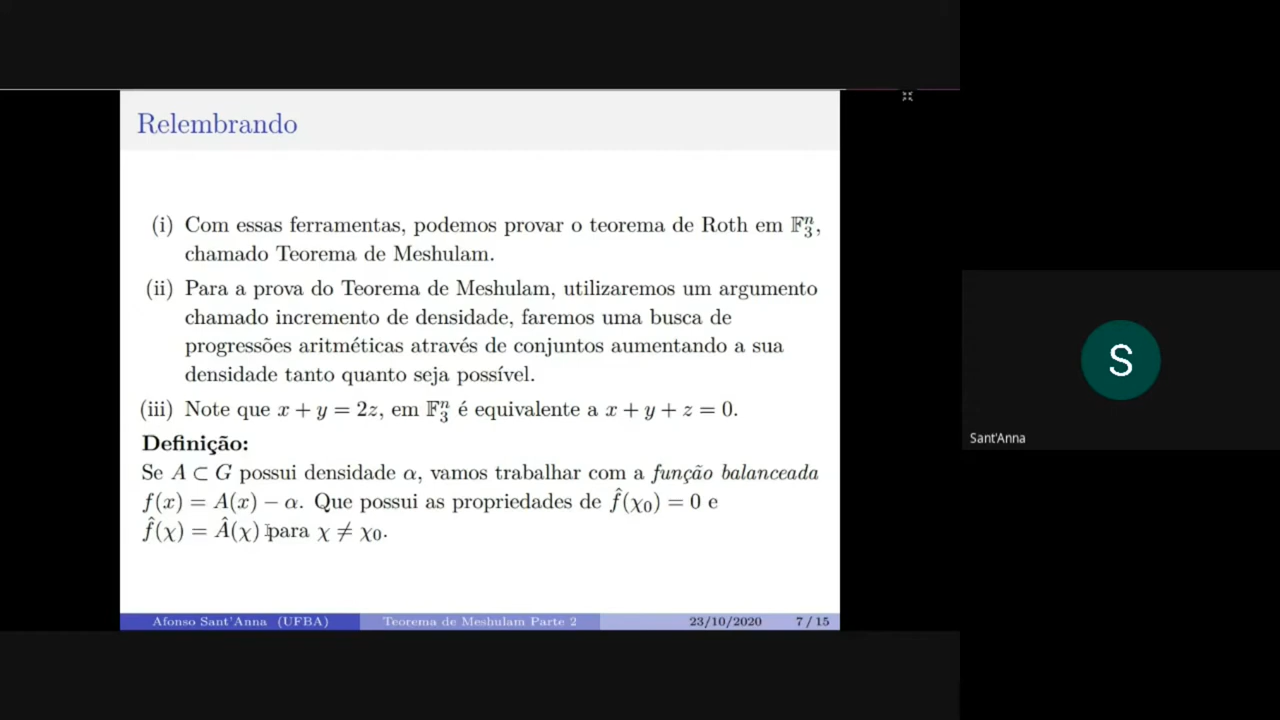 Relembrando
(i) Com essas ferramentas, podemos provar o teorema de Roth em 𝔽₃ⁿ,
chamado Teorema de Meshulam.
(ii) Para a prova do Teorema de Meshulam, utilizaremos um argumento
chamado incremento de densidade, faremos uma busca de
progressões aritméticas através de conjuntos aumentando a sua
densidade tanto quanto seja possível.
(iii) Note que x + y = 2z, em 𝔽₃ⁿ é equivalente a x + y + z = 0.
Definição:
Se A ⊂ G possui densidade α, vamos trabalhar com a função balanceada
f(x) = A(x) − α. Que possui as propriedades de f̂(χ₀) = 0 e
f̂(χ) = Â(χ) para χ ≠ χ₀.
Afonso Sant'Anna (UFBA) Teorema de Meshulam Parte 2 23/10/2020 7 / 15
S
Sant'Anna